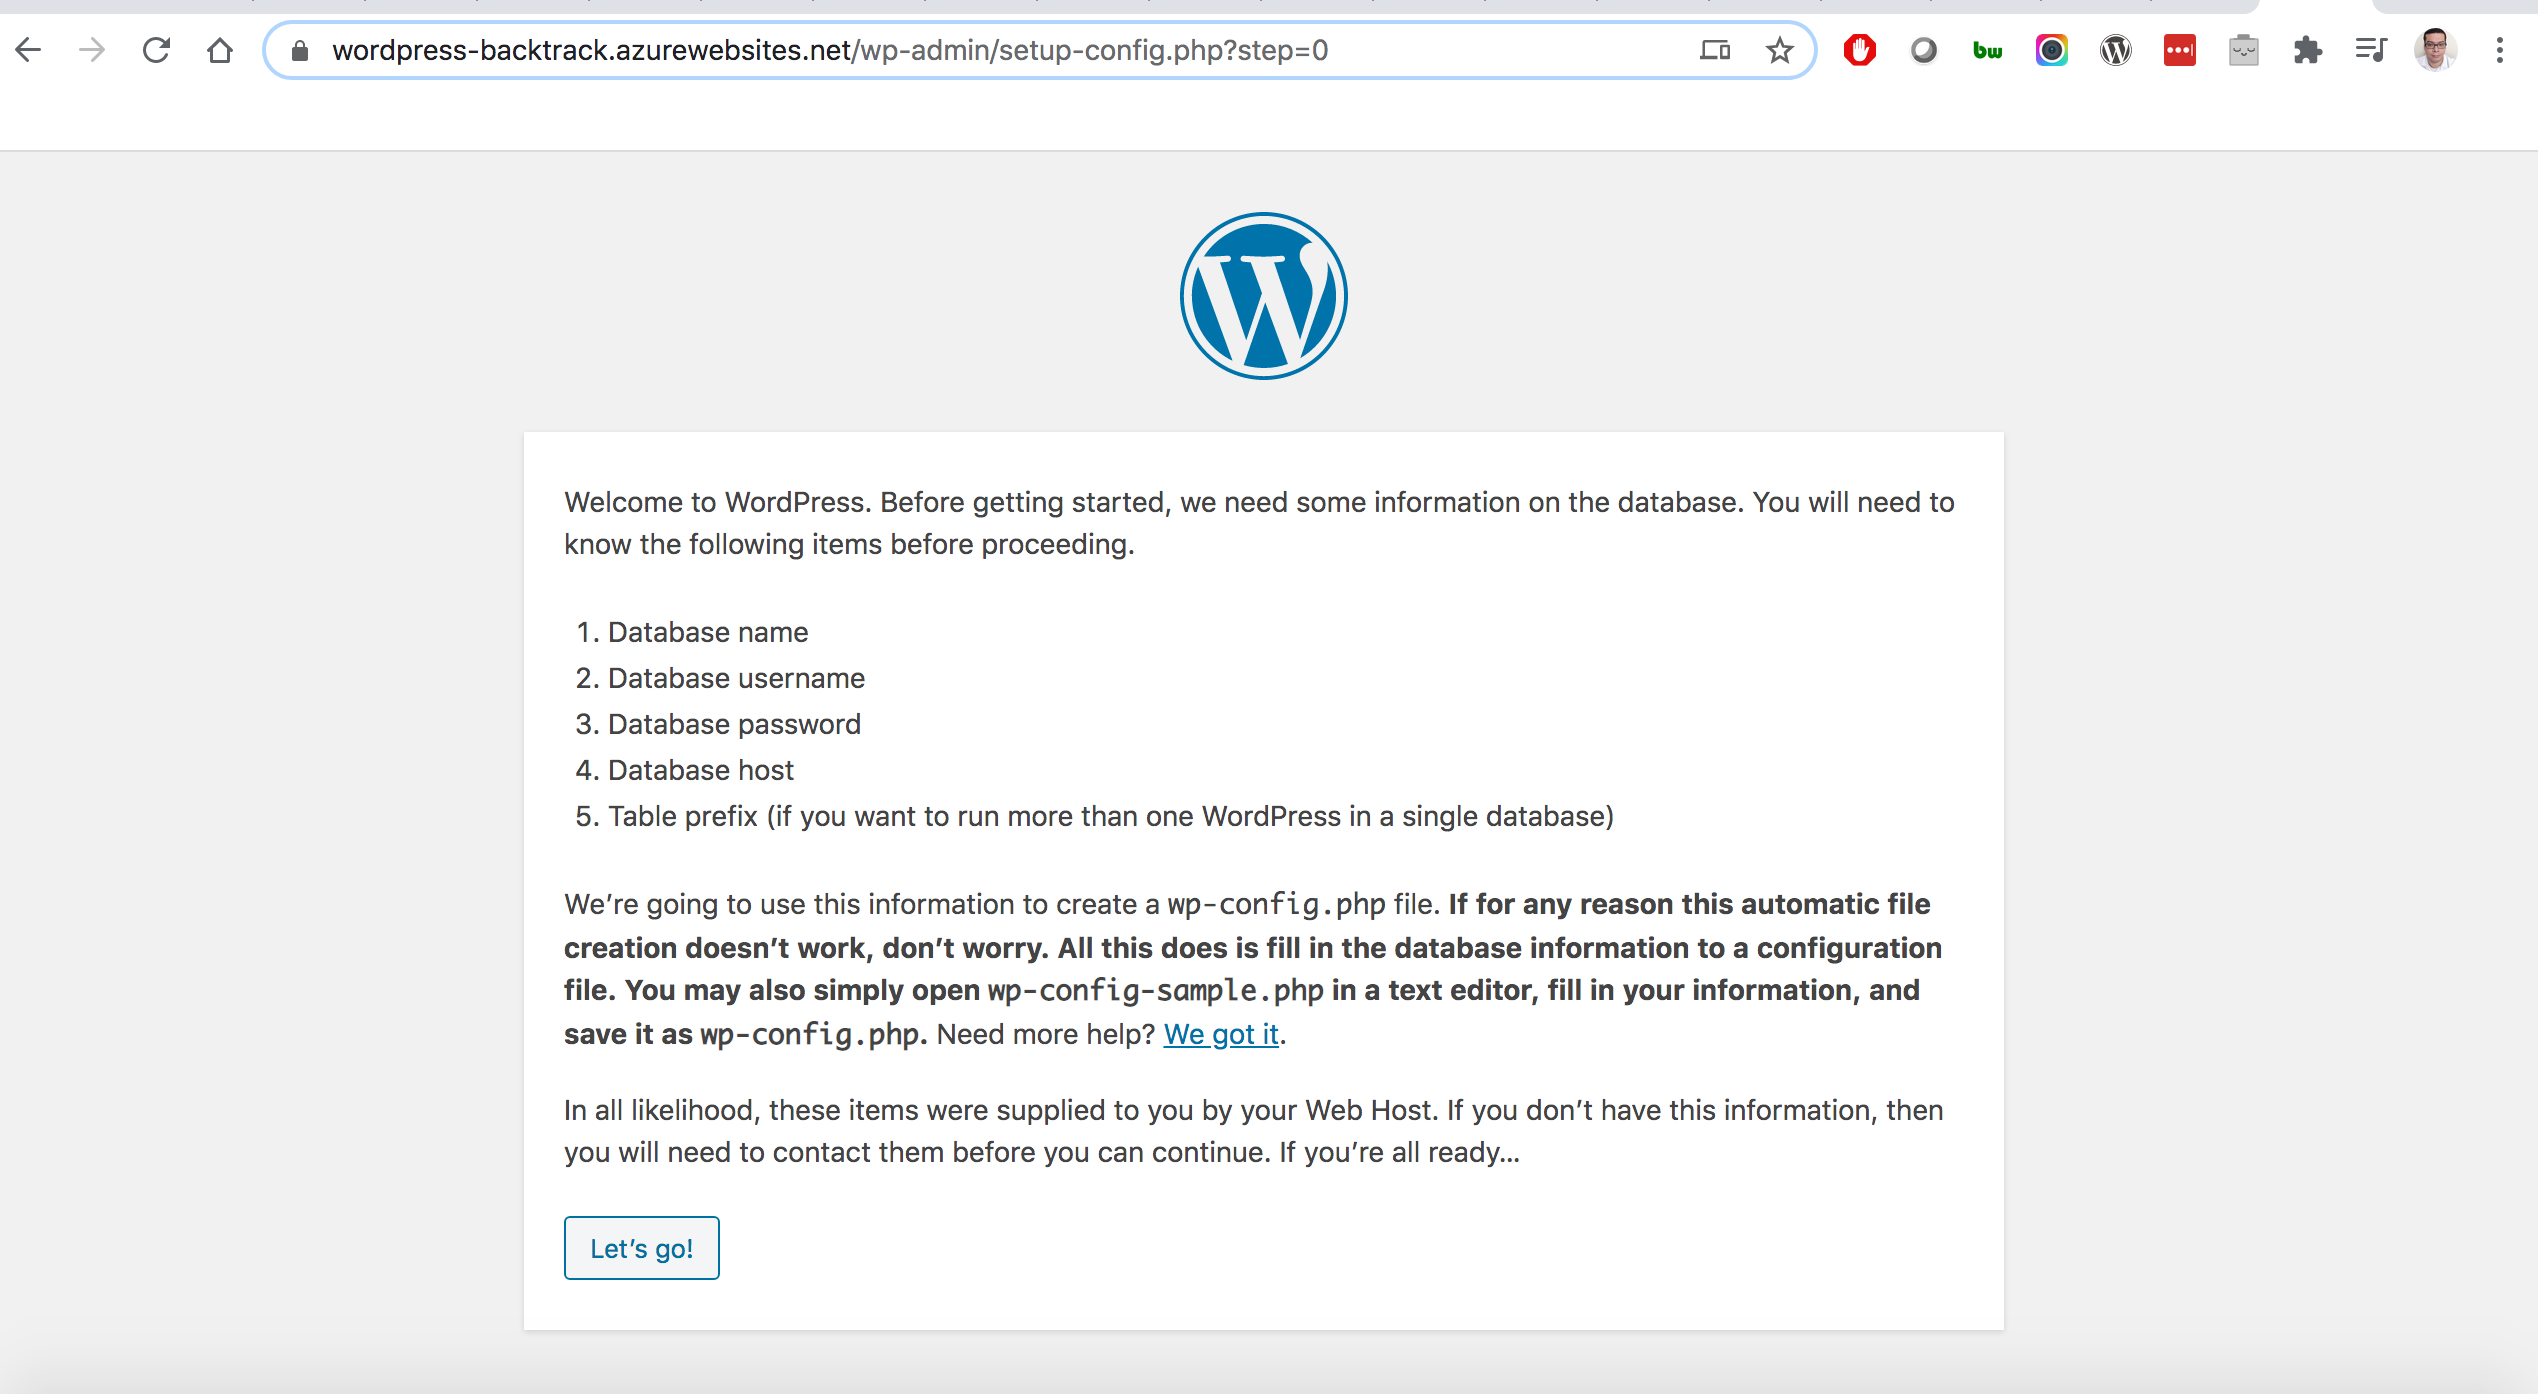 wordpress-backtrack.azurewebsites.net/wp-admin/setup-config.php?step=0
bw
Welcome to WordPress. Before getting started, we need some information on the database. You will need to
know the following items before proceeding.
1. Database name
2. Database username
3. Database password
4. Database host
5. Table prefix (if you want to run more than one WordPress in a single database)
We’re going to use this information to create a wp-config.php file. If for any reason this automatic file
creation doesn’t work, don’t worry. All this does is fill in the database information to a configuration
file. You may also simply open wp-config-sample.php in a text editor, fill in your information, and
save it as wp-config.php. Need more help? We got it.
In all likelihood, these items were supplied to you by your Web Host. If you don’t have this information, then
you will need to contact them before you can continue. If you’re all ready…
Let’s go!